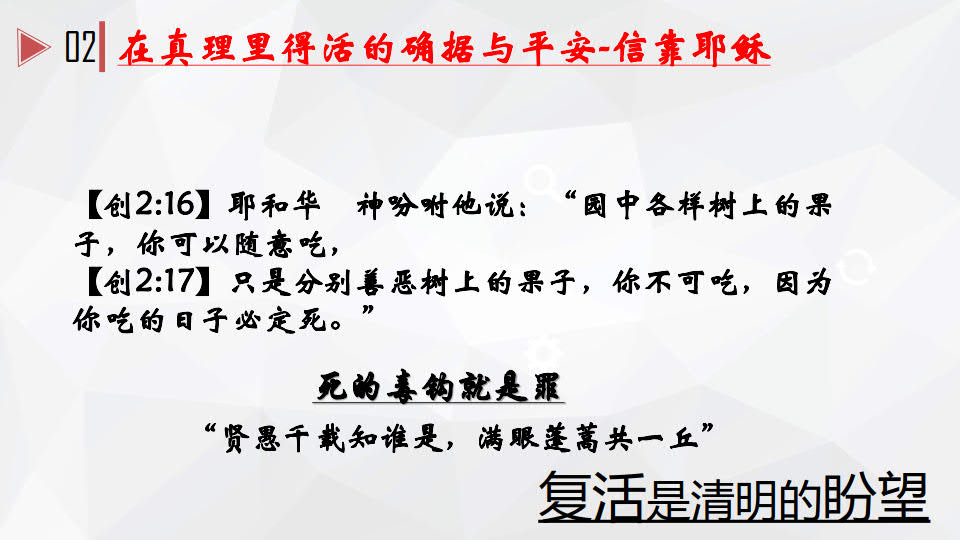 02 在真理里得活的确据与平安-信靠耶稣
【创2:16】耶和华　神吩咐他说：“园中各样树上的果
子，你可以随意吃，
【创2:17】只是分别善恶树上的果子，你不可吃，因为
你吃的日子必定死。”
死的毒钩就是罪
“贤愚千载知谁是，满眼蓬蒿共一丘”
复活是清明的盼望